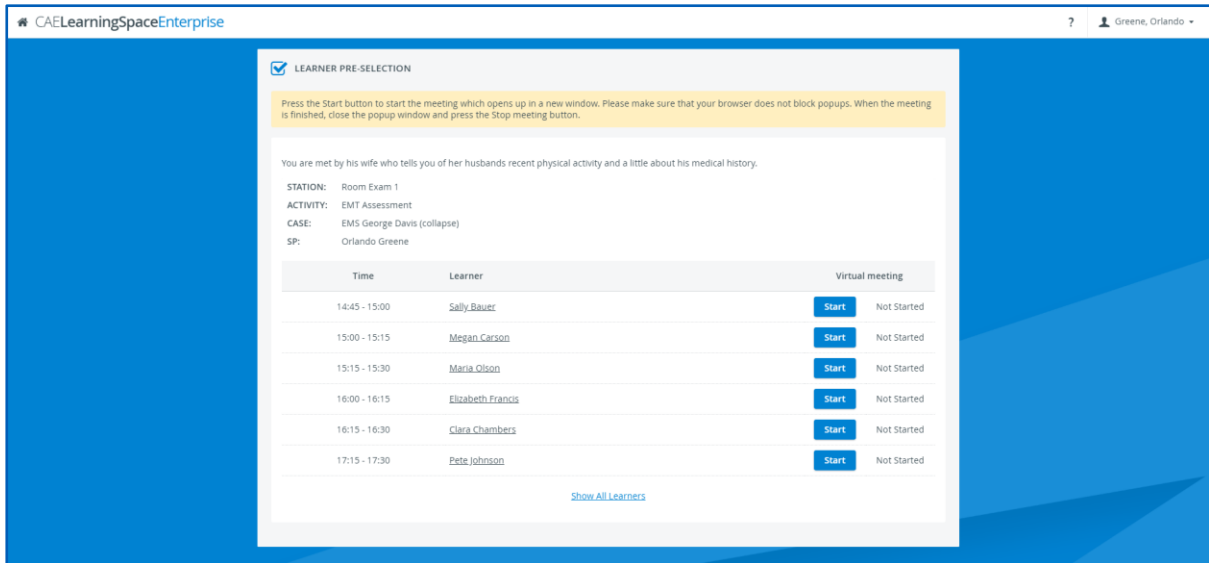 CAELearningSpaceEnterprise
? Greene, Orlando
LEARNER PRE-SELECTION
Press the Start button to start the meeting which opens up in a new window. Please make sure that your browser does not block popups. When the meeting
is finished, close the popup window and press the Stop meeting button.
You are met by his wife who tells you of her husbands recent physical activity and a little about his medical history.
STATION: Room Exam 1
ACTIVITY: EMT Assessment
CASE: EMS George Davis (collapse)
SP: Orlando Greene
Time Learner Virtual meeting
14:45 - 15:00 Sally Bauer Start Not Started
15:00 - 15:15 Megan Carson Start Not Started
15:15 - 15:30 Maria Olson Start Not Started
16:00 - 16:15 Elizabeth Francis Start Not Started
16:15 - 16:30 Clara Chambers Start Not Started
17:15 - 17:30 Pete Johnson Start Not Started
Show All Learners